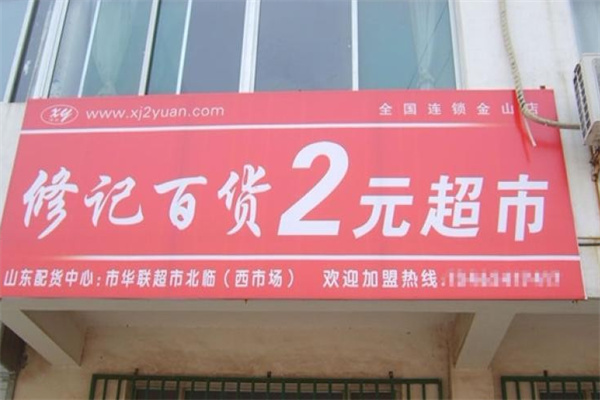 xy www.xj2yuan.com 全国连锁金山店
修记百货2元超市
山东配货中心:市华联超市北临(西市场) 欢迎加盟热线: